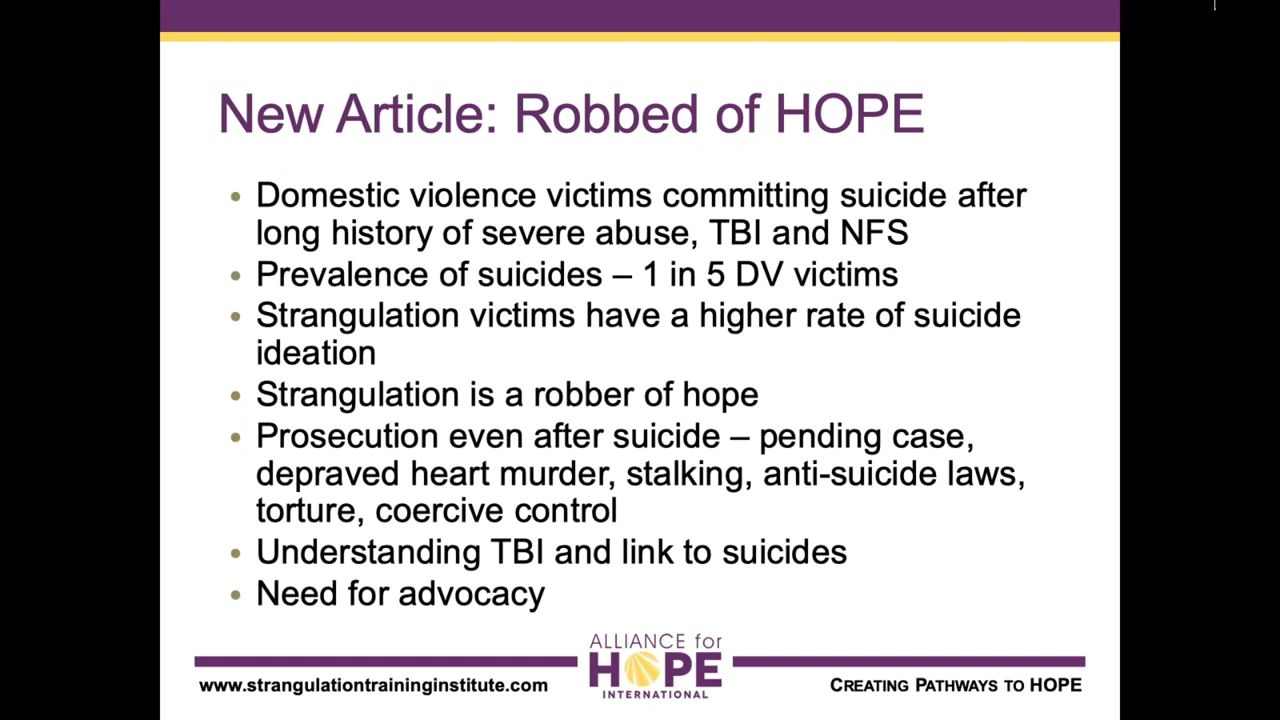 New Article: Robbed of HOPE
• Domestic violence victims committing suicide after
long history of severe abuse, TBI and NFS
• Prevalence of suicides – 1 in 5 DV victims
• Strangulation victims have a higher rate of suicide
ideation
• Strangulation is a robber of hope
• Prosecution even after suicide – pending case,
depraved heart murder, stalking, anti-suicide laws,
torture, coercive control
• Understanding TBI and link to suicides
• Need for advocacy
ALLIANCE for
HOPE
INTERNATIONAL
www.strangulationtraininginstitute.com
CREATING PATHWAYS TO HOPE